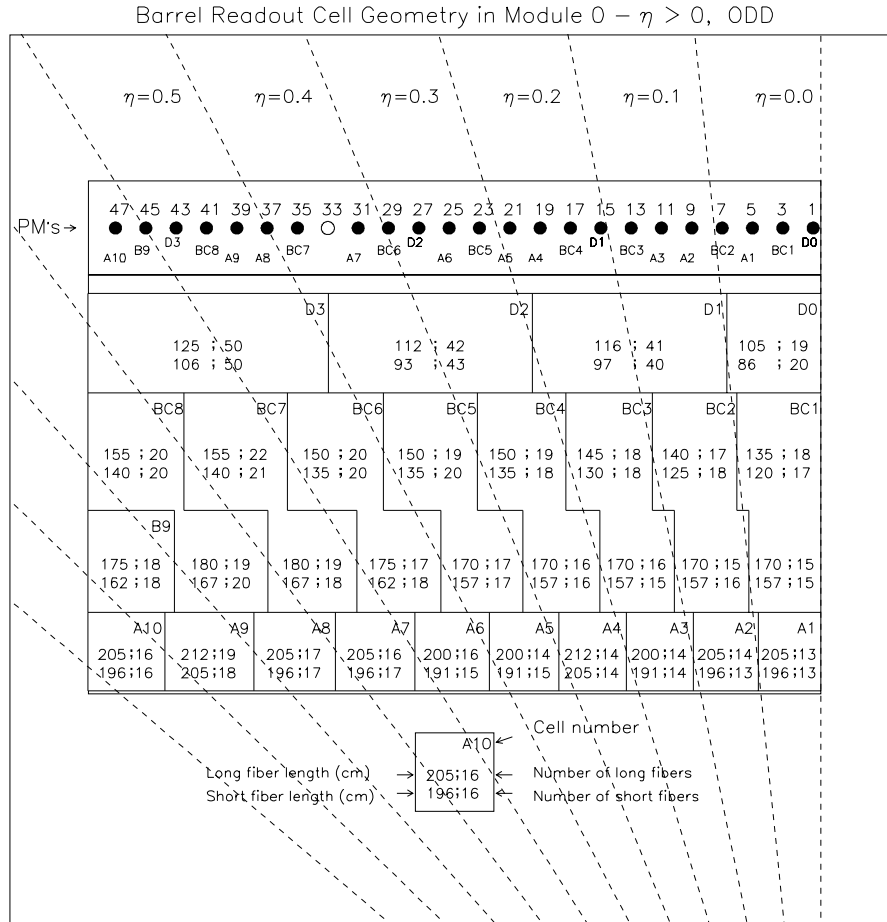 Barrel Readout Cell Geometry in Module 0 – η > 0, ODD
η=0.5 η=0.4 η=0.3 η=0.2 η=0.1 η=0.0
47 45 43 41 39 37 35 33 31 29 27 25 23 21 19 17 15 13 11 9 7 5 3 1
PM's→
A10 B9 D3 BC8 A9 A8 BC7 A7 BC6 D2 A6 BC5 A5 A4 BC4 D1 BC3 A3 A2 BC2 A1 BC1 D0
D3 D2 D1 D0
125 ; 50 112 ; 42 116 ; 41 105 ; 19
106 ; 50 93 ; 43 97 ; 40 86 ; 20
BC8 BC7 BC6 BC5 BC4 BC3 BC2 BC1
155 ; 20 155 ; 22 150 ; 20 150 ; 19 150 ; 19 145 ; 18 140 ; 17 135 ; 18
140 ; 20 140 ; 21 135 ; 20 135 ; 20 135 ; 18 130 ; 18 125 ; 18 120 ; 17
B9
175 ; 18 180 ; 19 180 ; 19 175 ; 17 170 ; 17 170 ; 16 170 ; 16 170 ; 15 170 ; 15
162 ; 18 167 ; 20 167 ; 18 162 ; 18 157 ; 17 157 ; 16 157 ; 15 157 ; 16 157 ; 15
A10 A9 A8 A7 A6 A5 A4 A3 A2 A1
205;16 212;19 205;17 205;16 200;16 200;14 212;14 200;14 205;14 205;13
196;16 205;18 196;17 196;17 191;15 191;15 205;14 191;14 196;13 196;13
Cell number
A10
Long fiber length (cm) → 205;16 ← Number of long fibers
Short fiber length (cm) → 196;16 ← Number of short fibers